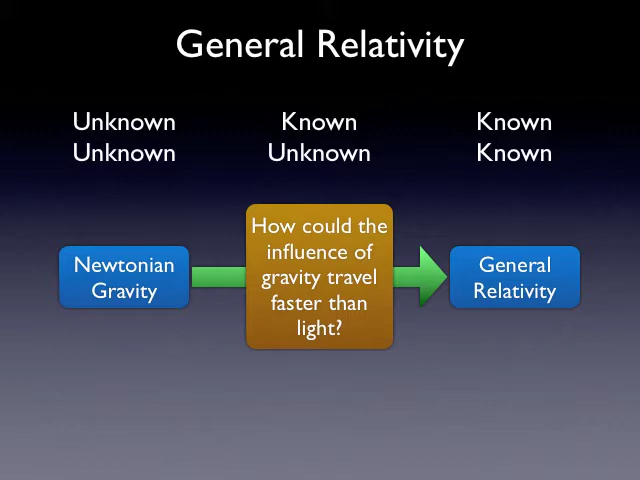 General Relativity
Unknown
Unknown
Known
Unknown
Known
Known
Newtonian
Gravity
How could the
influence of
gravity travel
faster than
light?
General
Relativity